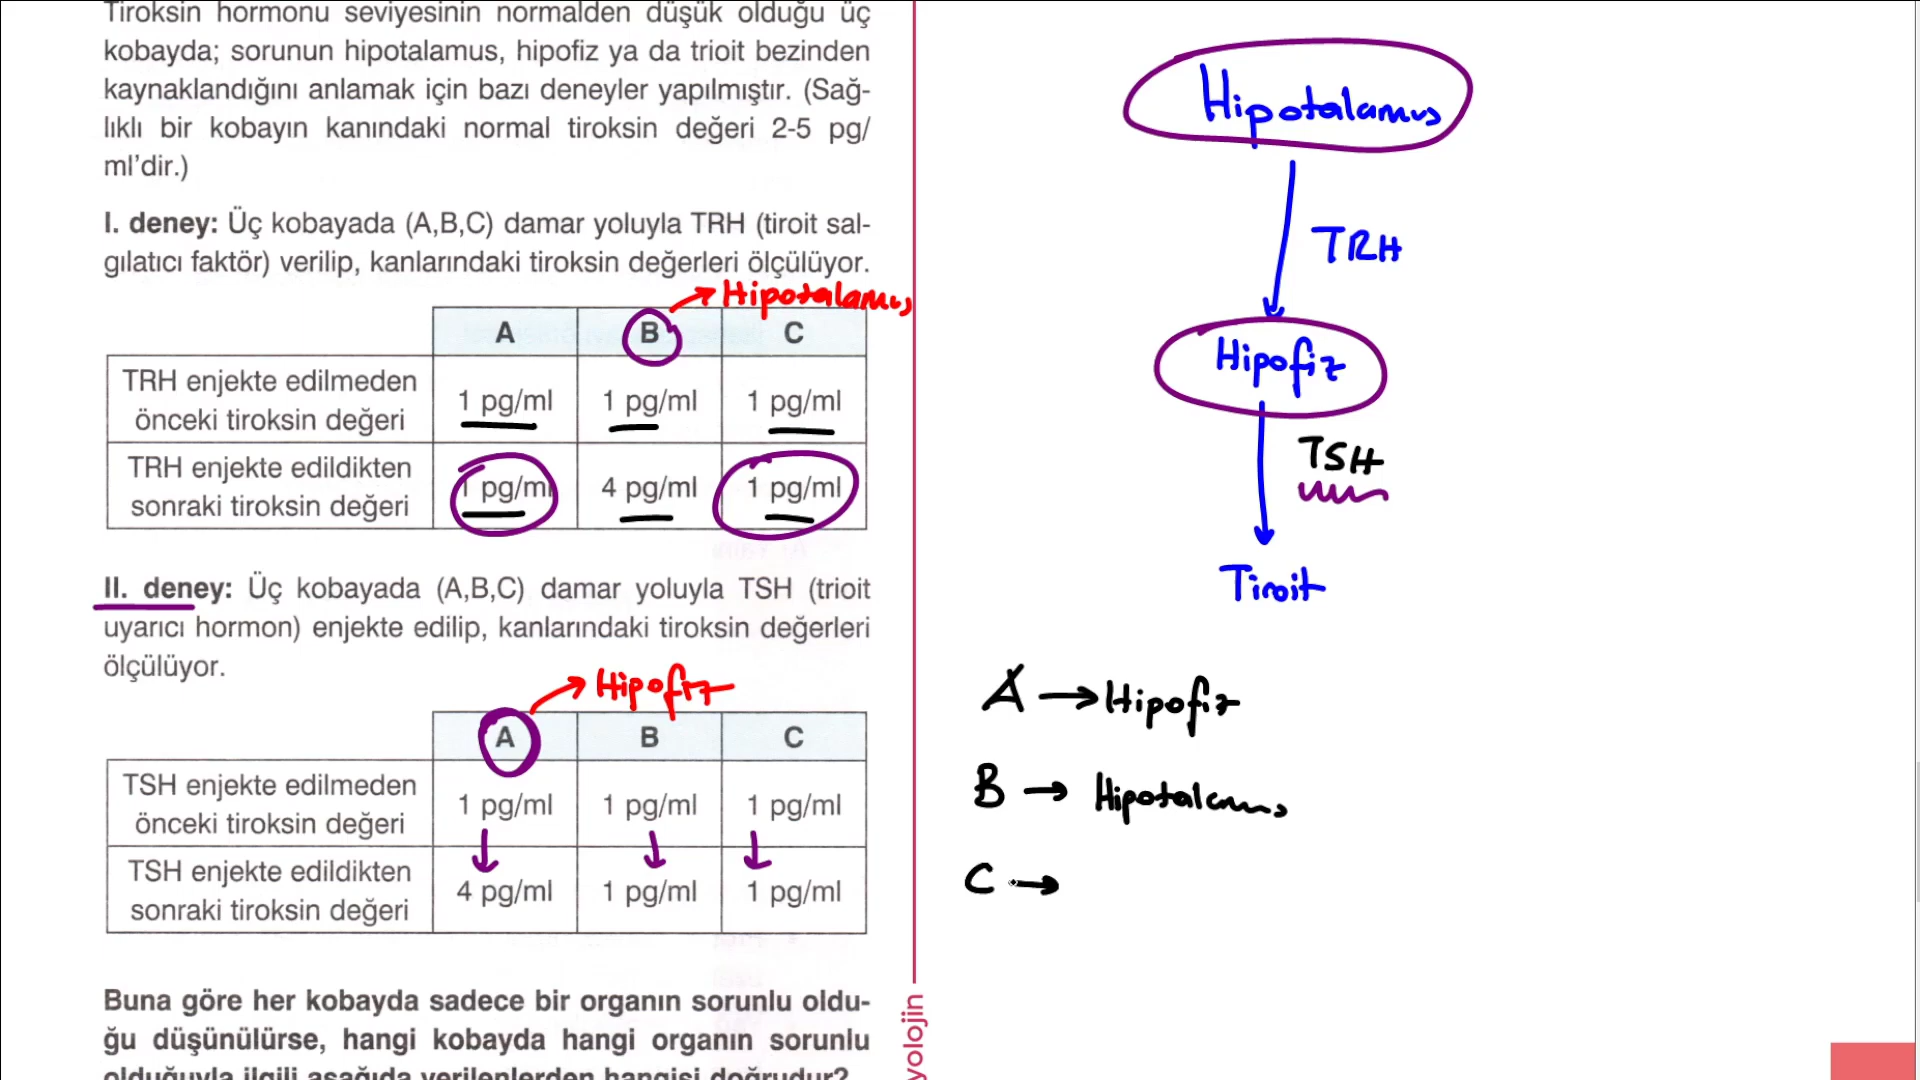 Tiroksin hormonu seviyesinin normalden düşük olduğu üç
kobayda; sorunun hipotalamus, hipofiz ya da trioit bezinden
kaynaklandığını anlamak için bazı deneyler yapılmıştır. (Sağ-
lıklı bir kobayın kanındaki normal tiroksin değeri 2-5 pg/
ml'dir.)
I. deney: Üç kobayada (A,B,C) damar yoluyla TRH (tiroit sal-
gılatıcı faktör) verilip, kanlarındaki tiroksin değerleri ölçülüyor.
Hipotalamus
A B C
TRH enjekte edilmeden
önceki tiroksin değeri
1 pg/ml 1 pg/ml 1 pg/ml
TRH enjekte edildikten
sonraki tiroksin değeri
1 pg/ml 4 pg/ml 1 pg/ml
II. deney: Üç kobayada (A,B,C) damar yoluyla TSH (trioit
uyarıcı hormon) enjekte edilip, kanlarındaki tiroksin değerleri
ölçülüyor.
Hipofiz
A B C
TSH enjekte edilmeden
önceki tiroksin değeri
1 pg/ml 1 pg/ml 1 pg/ml
TSH enjekte edildikten
sonraki tiroksin değeri
4 pg/ml 1 pg/ml 1 pg/ml
Buna göre her kobayda sadece bir organın sorunlu oldu-
ğu düşünülürse, hangi kobayda hangi organın sorunlu
olduğuyla ilgili aşağıda verilenlerden hangisi doğrudur?
yolojin
Hipotalamus
TRH
Hipofiz
TSH
Tiroit
A → Hipofiz
B → Hipotalamus
C →